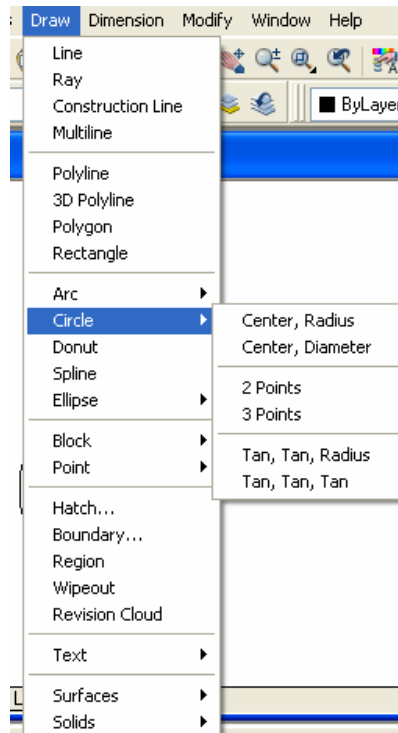 Draw Dimension Modify Window Help
Line
Ray
Construction Line
Multiline
ByLaye
Polyline
3D Polyline
Polygon
Rectangle
Arc
Circle
Donut
Spline
Ellipse
Block
Point
Hatch...
Boundary...
Region
Wipeout
Revision Cloud
Text
Surfaces
Solids
Center, Radius
Center, Diameter
2 Points
3 Points
Tan, Tan, Radius
Tan, Tan, Tan
L